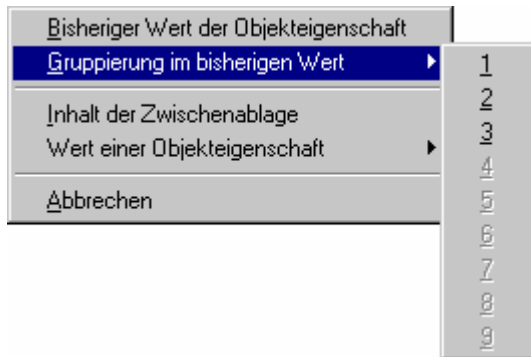 Bisheriger Wert der Objekteigenschaft
Gruppierung im bisherigen Wert
Inhalt der Zwischenablage
Wert einer Objekteigenschaft
Abbrechen
1
2
3
4
5
6
7
8
9